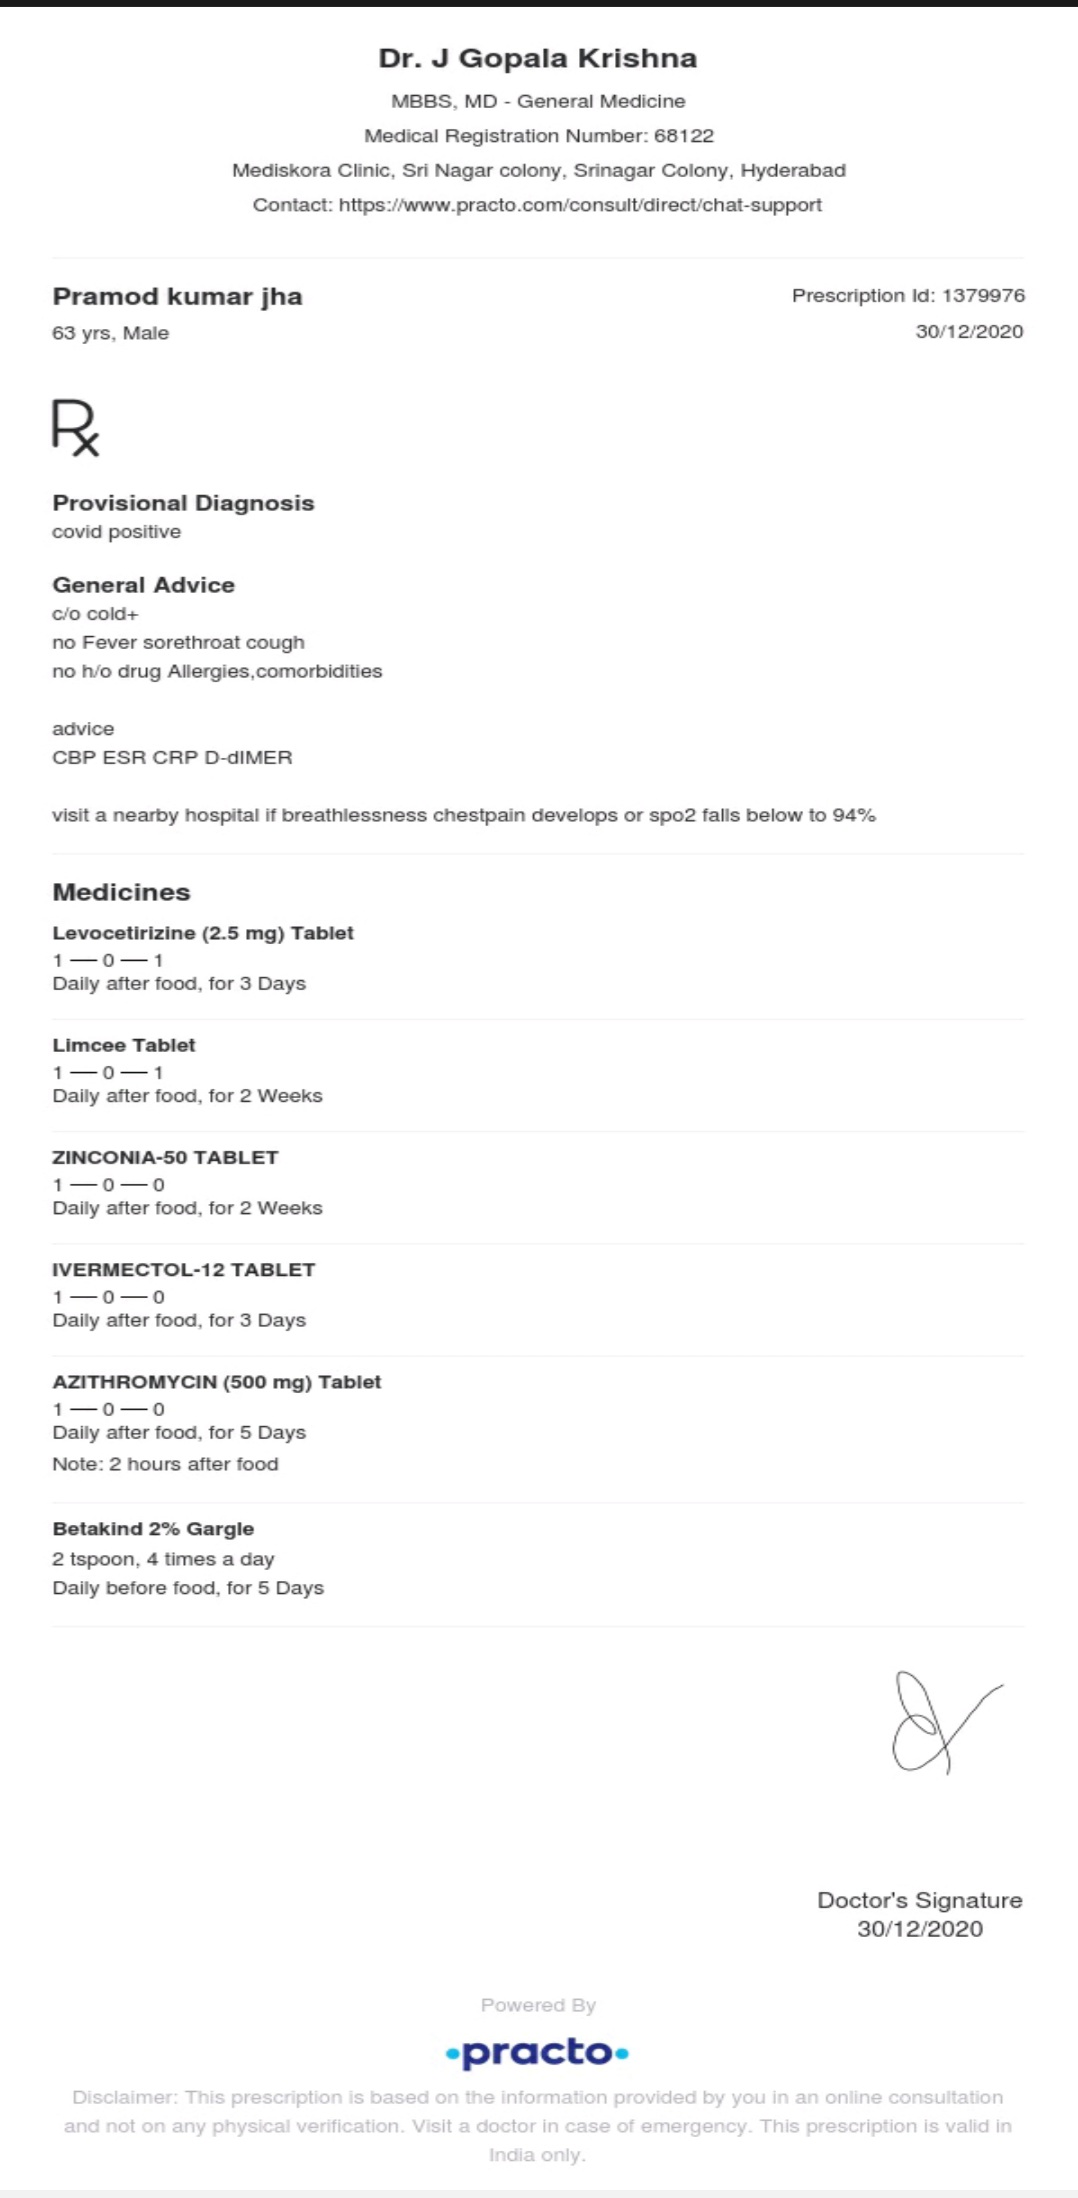 Dr. J Gopala Krishna
MBBS, MD - General Medicine
Medical Registration Number: 68122
Mediskora Clinic, Sri Nagar colony, Srinagar Colony, Hyderabad
Contact: https://www.practo.com/consult/direct/chat-support
Pramod kumar jha
Prescription Id: 1379976
63 yrs, Male
30/12/2020
Rx
Provisional Diagnosis
covid positive
General Advice
c/o cold+
no Fever sorethroat cough
no h/o drug Allergies,comorbidities
advice
CBP ESR CRP D-dIMER
visit a nearby hospital if breathlessness chestpain develops or spo2 falls below to 94%
Medicines
Levocetirizine (2.5 mg) Tablet
1 — 0 — 1
Daily after food, for 3 Days
Limcee Tablet
1 — 0 — 1
Daily after food, for 2 Weeks
ZINCONIA-50 TABLET
1 — 0 — 0
Daily after food, for 2 Weeks
IVERMECTOL-12 TABLET
1 — 0 — 0
Daily after food, for 3 Days
AZITHROMYCIN (500 mg) Tablet
1 — 0 — 0
Daily after food, for 5 Days
Note: 2 hours after food
Betakind 2% Gargle
2 tspoon, 4 times a day
Daily before food, for 5 Days
Doctor's Signature
30/12/2020
Powered By
•practo•
Disclaimer: This prescription is based on the information provided by you in an online consultation
and not on any physical verification. Visit a doctor in case of emergency. This prescription is valid in
India only.